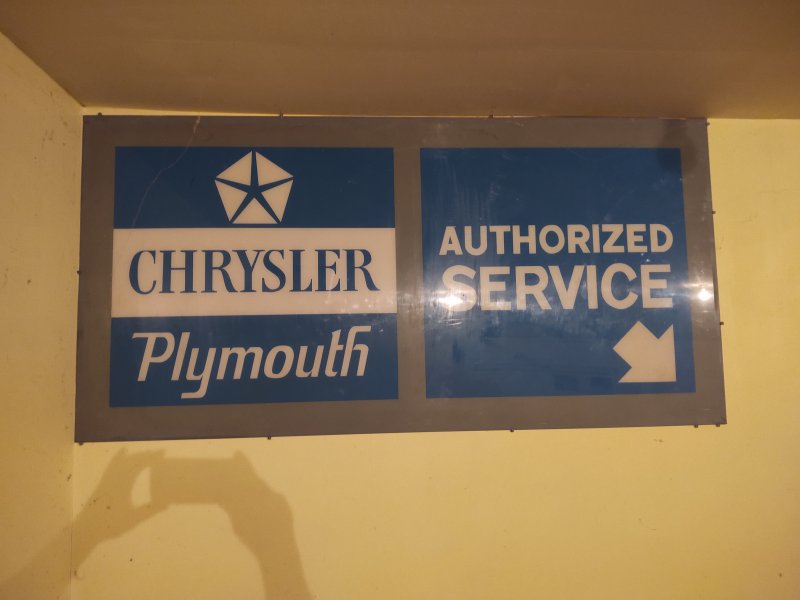 CHRYSLER
Plymouth
AUTHORIZED
SERVICE